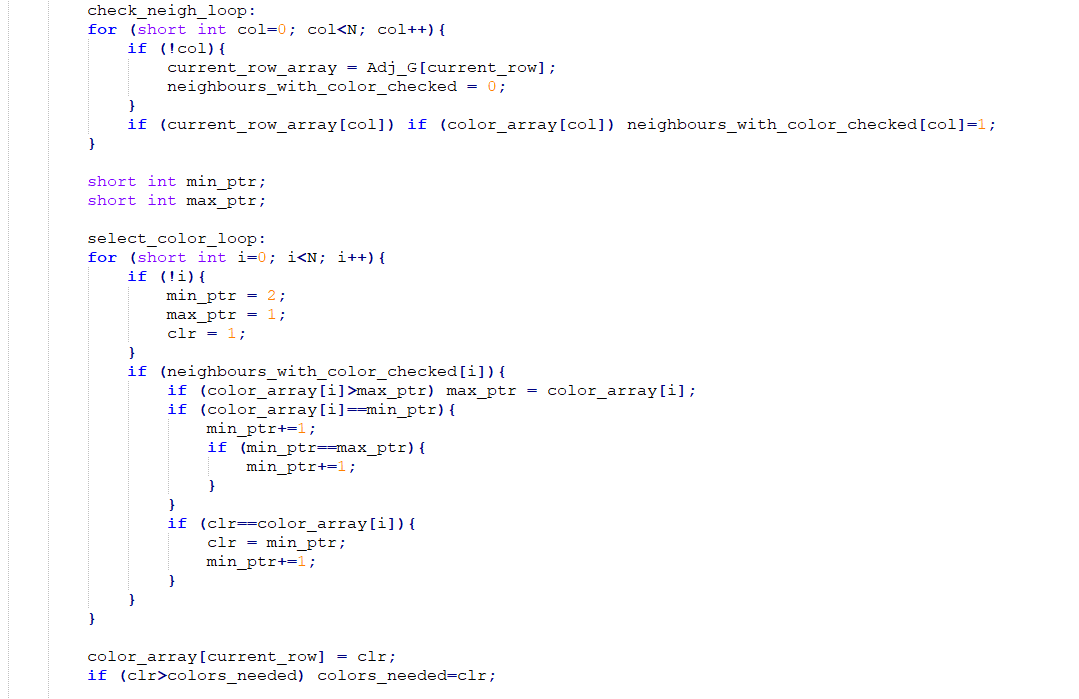 check_neigh_loop:
for (short int col=0; col<N; col++){
    if (!col){
        current_row_array = Adj_G[current_row];
        neighbours_with_color_checked = 0;
    }
    if (current_row_array[col]) if (color_array[col]) neighbours_with_color_checked[col]=1;
}

short int min_ptr;
short int max_ptr;

select_color_loop:
for (short int i=0; i<N; i++){
    if (!i){
        min_ptr = 2;
        max_ptr = 1;
        clr = 1;
    }
    if (neighbours_with_color_checked[i]){
        if (color_array[i]>max_ptr) max_ptr = color_array[i];
        if (color_array[i]==min_ptr){
            min_ptr+=1;
            if (min_ptr==max_ptr){
                min_ptr+=1;
            }
        }
        if (clr==color_array[i]){
            clr = min_ptr;
            min_ptr+=1;
        }
    }
}

color_array[current_row] = clr;
if (clr>colors_needed) colors_needed=clr;